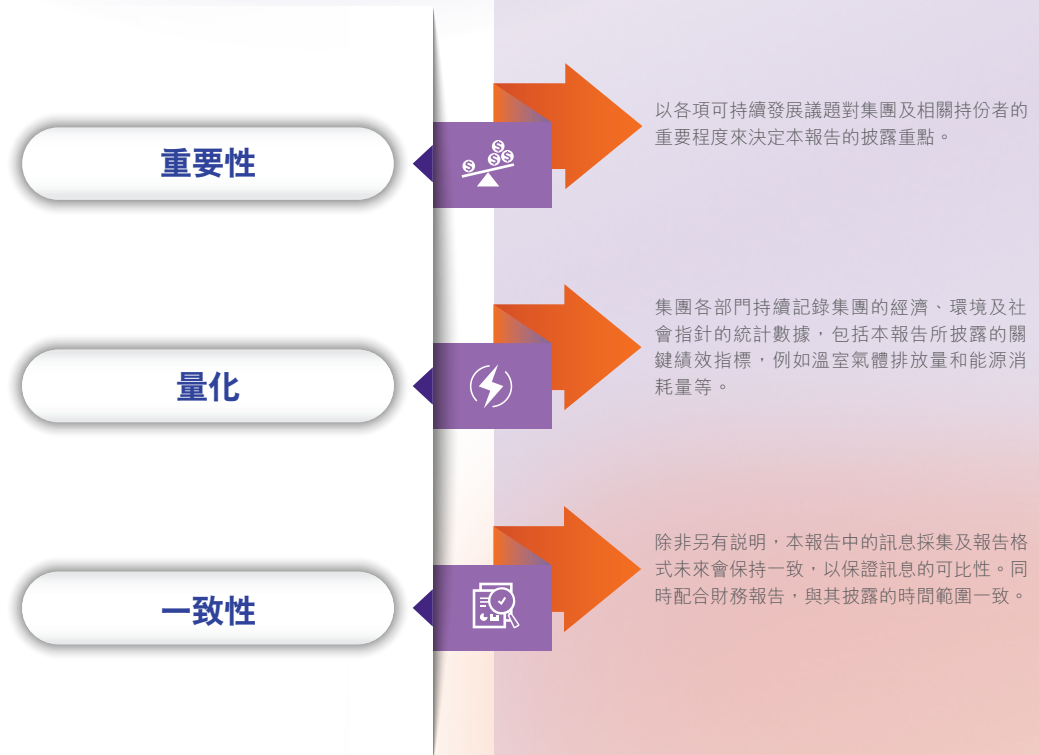 重要性
以各項可持續發展議題對集團及相關持份者的
重要程度來決定本報告的披露重點。
量化
集團各部門持續記錄集團的經濟、環境及社
會指針的統計數據，包括本報告所披露的關
鍵績效指標，例如溫室氣體排放量和能源消
耗量等。
一致性
除非另有說明，本報告中的訊息採集及報告格
式未來會保持一致，以保證訊息的可比性。同
時配合財務報告，與其披露的時間範圍一致。